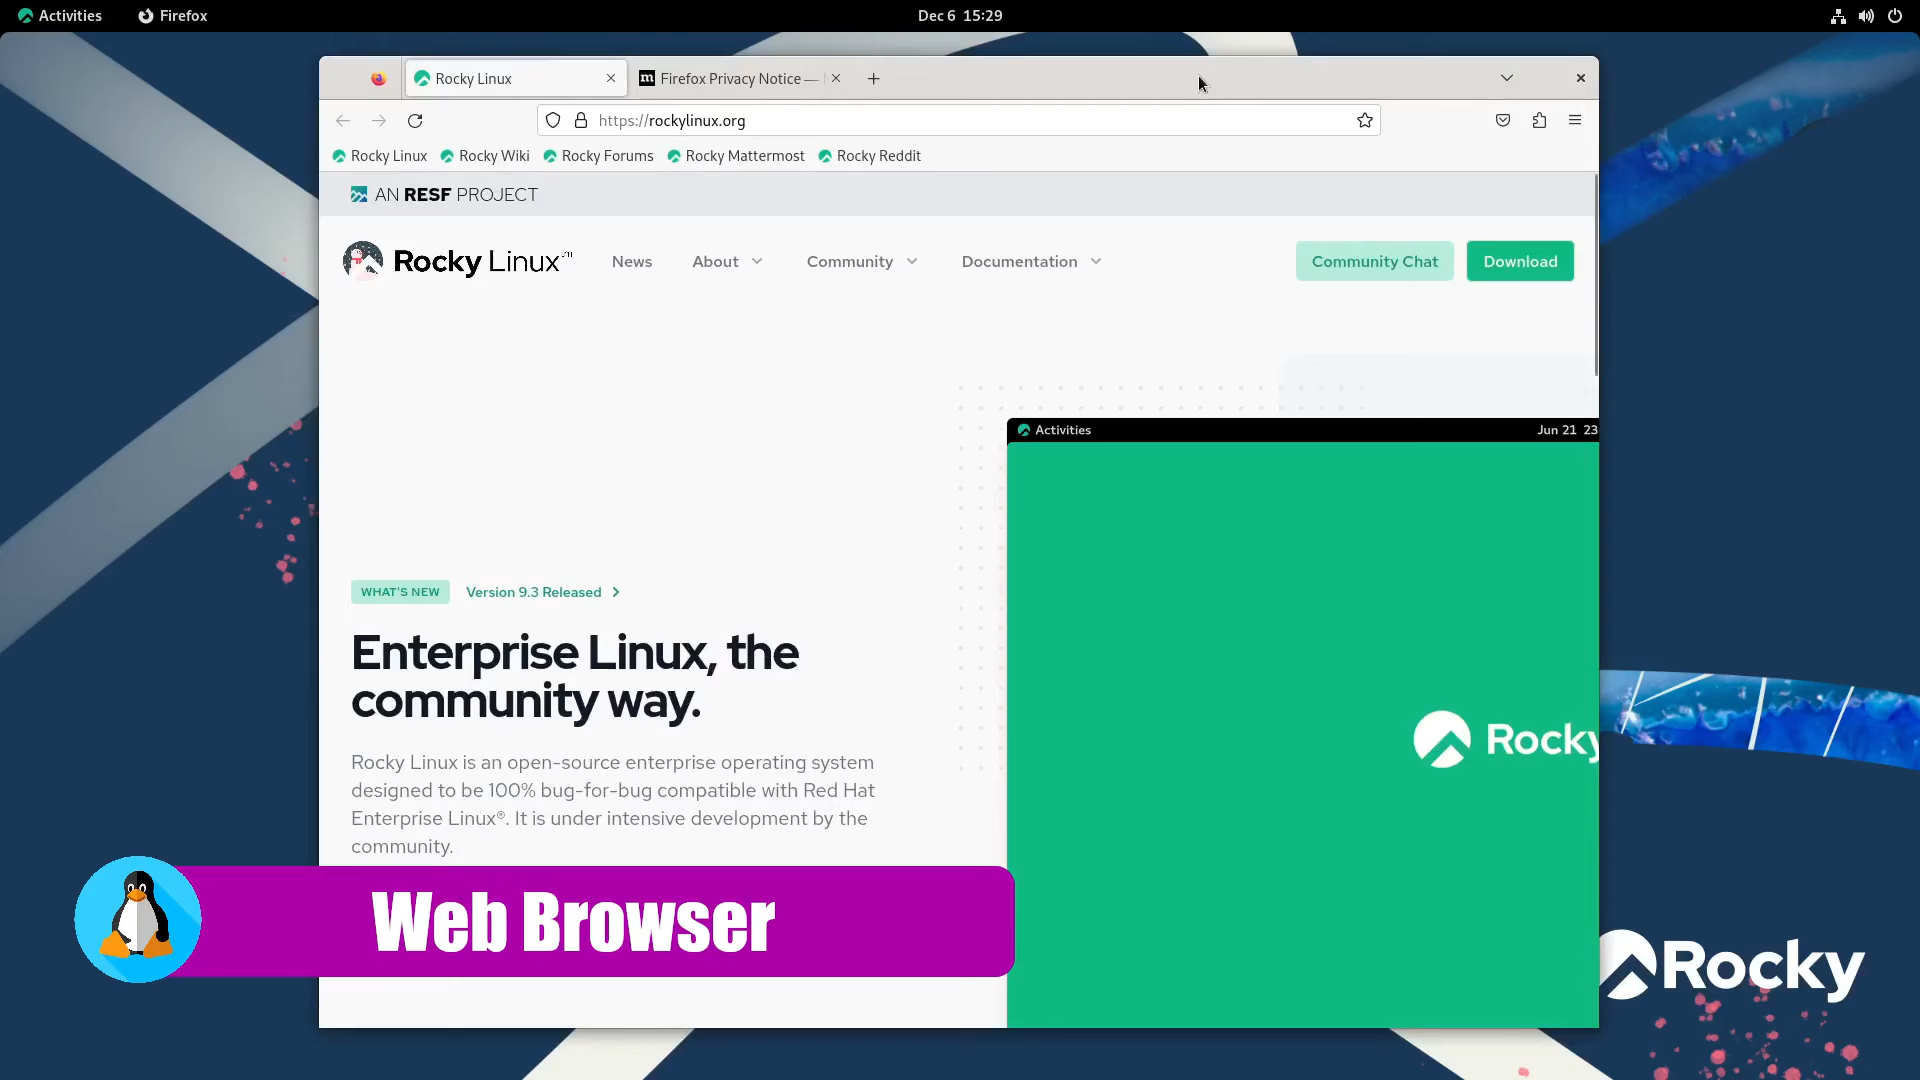 Activities
Firefox
Dec 6 15:29
Rocky Linux
Firefox Privacy Notice —
https://rockylinux.org
Rocky Linux
Rocky Wiki
Rocky Forums
Rocky Mattermost
Rocky Reddit
AN RESF PROJECT
Rocky Linux™
News
About
Community
Documentation
Community Chat
Download
Activities
Jun 21 23
WHAT'S NEW
Version 9.3 Released
Enterprise Linux, the
community way.
Rocky Linux is an open-source enterprise operating system
designed to be 100% bug-for-bug compatible with Red Hat
Enterprise Linux®. It is under intensive development by the
community.
Rocky
Web Browser
Rocky